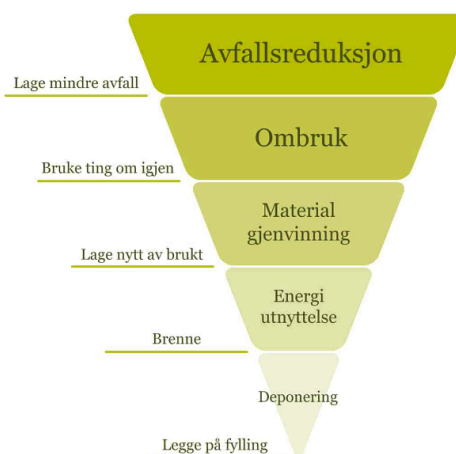 Avfallsreduksjon
Lage mindre avfall
Ombruk
Bruke ting om igjen
Material
gjenvinning
Lage nytt av brukt
Energi
utnyttelse
Brenne
Deponering
Legge på fylling